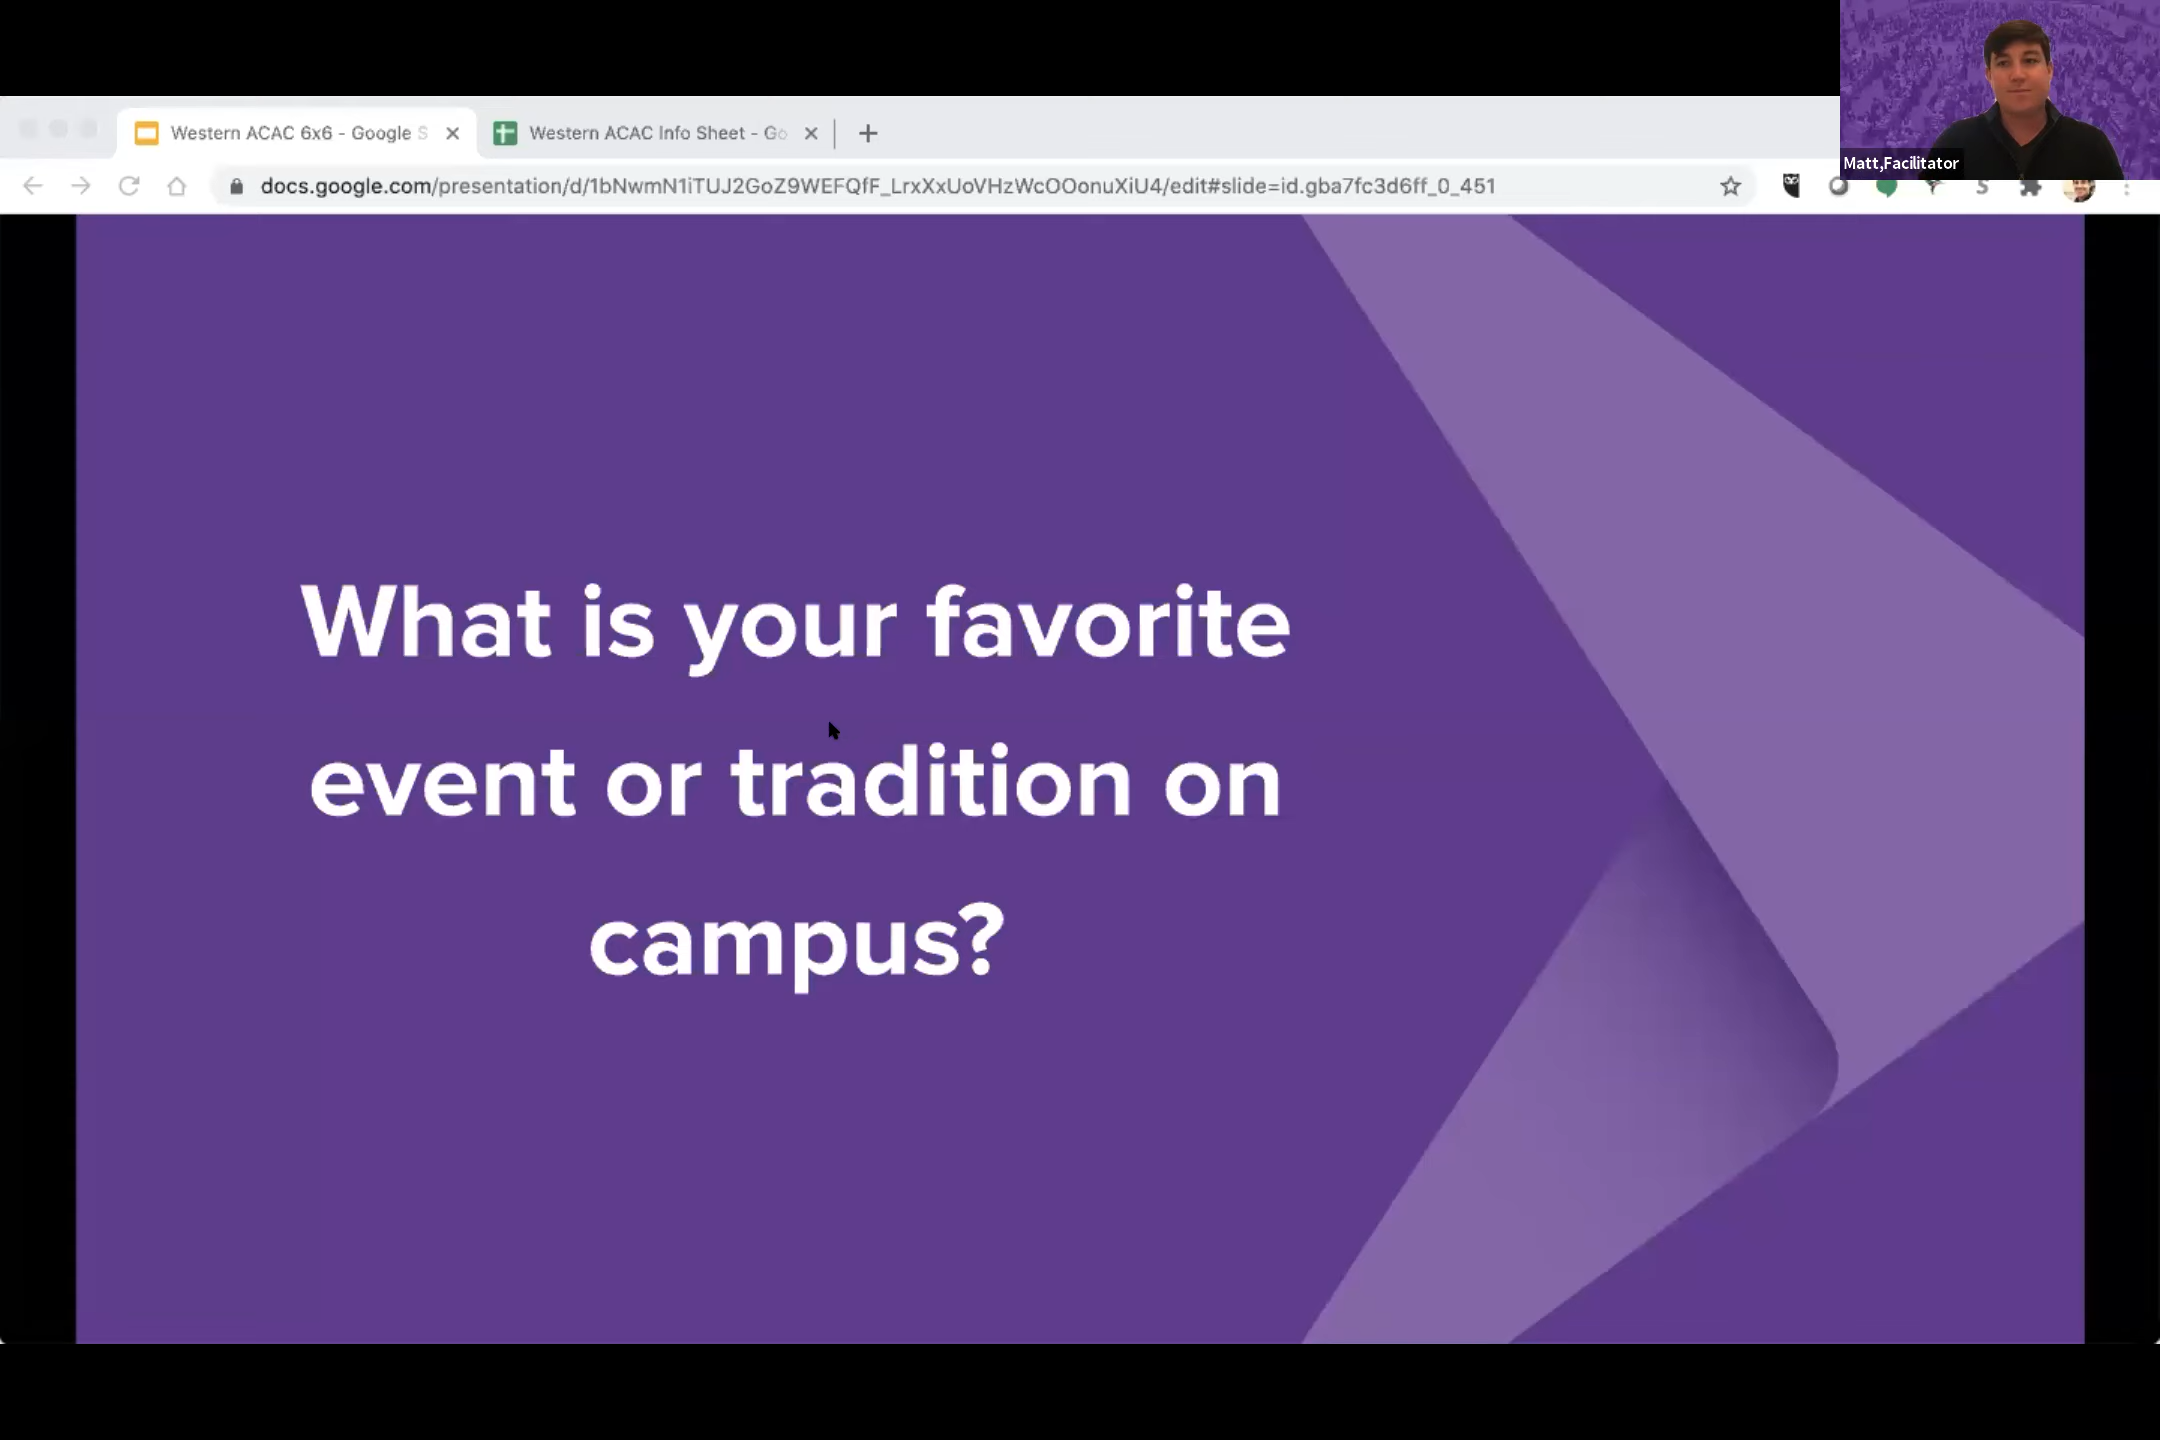 Matt,Facilitator
Western ACAC 6x6 - Google S
Western ACAC Info Sheet - Go
docs.google.com/presentation/d/1bNwmN1iTUJ2GoZ9WEFQfF_LrxXxUoVHzWcOOonuXiU4/edit#slide=id.gba7fc3d6ff_0_451
What is your favorite
event or tradition on
campus?